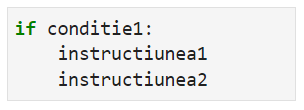 if conditie1:
    instructiunea1
    instructiunea2